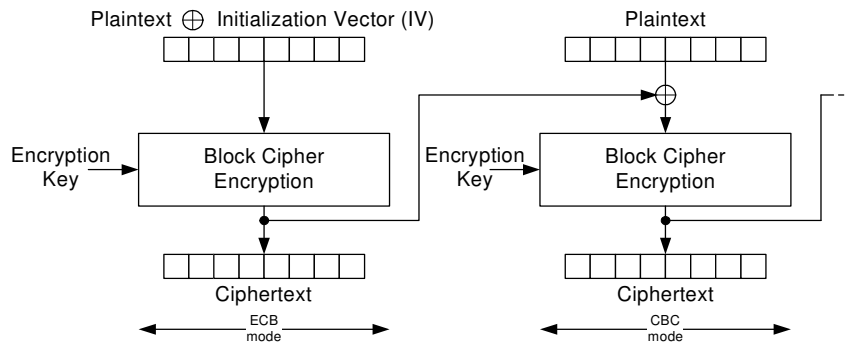 Plaintext ⊕ Initialization Vector (IV)
Plaintext
Encryption
Key
Block Cipher
Encryption
Encryption
Key
Block Cipher
Encryption
Ciphertext
Ciphertext
ECB
mode
CBC
mode